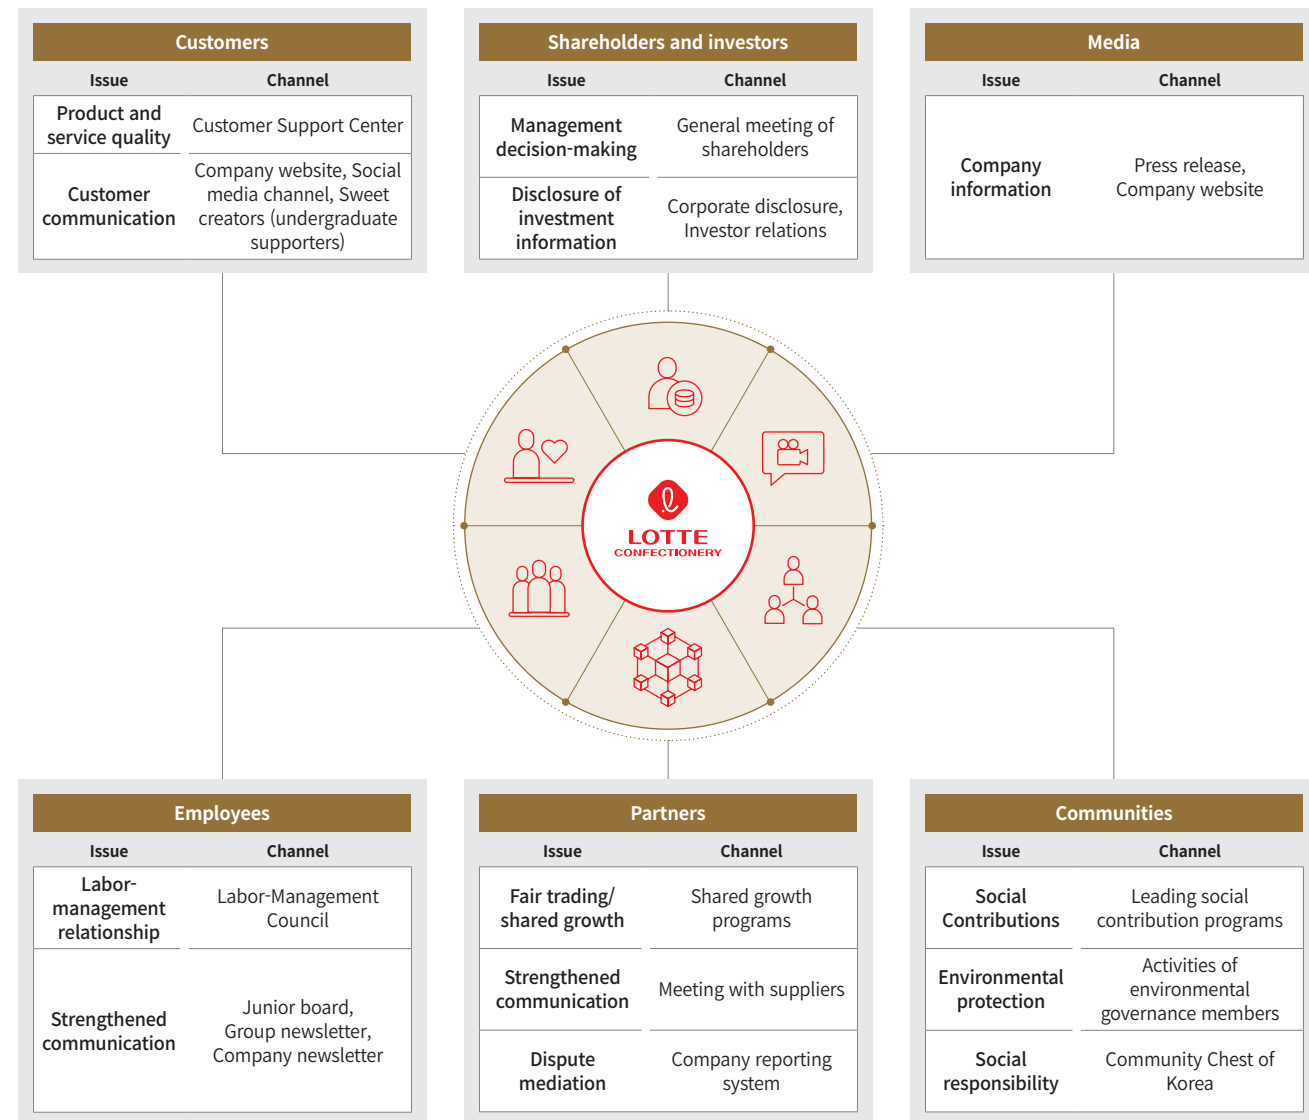 Customers
Issue
Channel
Product and
service quality
Customer Support Center
Customer
communication
Company website, Social
media channel, Sweet
creators (undergraduate
supporters)
Shareholders and investors
Issue
Channel
Management
decision-making
General meeting of
shareholders
Disclosure of
investment
information
Corporate disclosure,
Investor relations
Media
Issue
Channel
Company
information
Press release,
Company website
LOTTE
CONFECTIONERY
Employees
Issue
Channel
Labor-
management
relationship
Labor-Management
Council
Strengthened
communication
Junior board,
Group newsletter,
Company newsletter
Partners
Issue
Channel
Fair trading/
shared growth
Shared growth
programs
Strengthened
communication
Meeting with suppliers
Dispute
mediation
Company reporting
system
Communities
Issue
Channel
Social
Contributions
Leading social
contribution programs
Environmental
protection
Activities of
environmental
governance members
Social
responsibility
Community Chest of
Korea